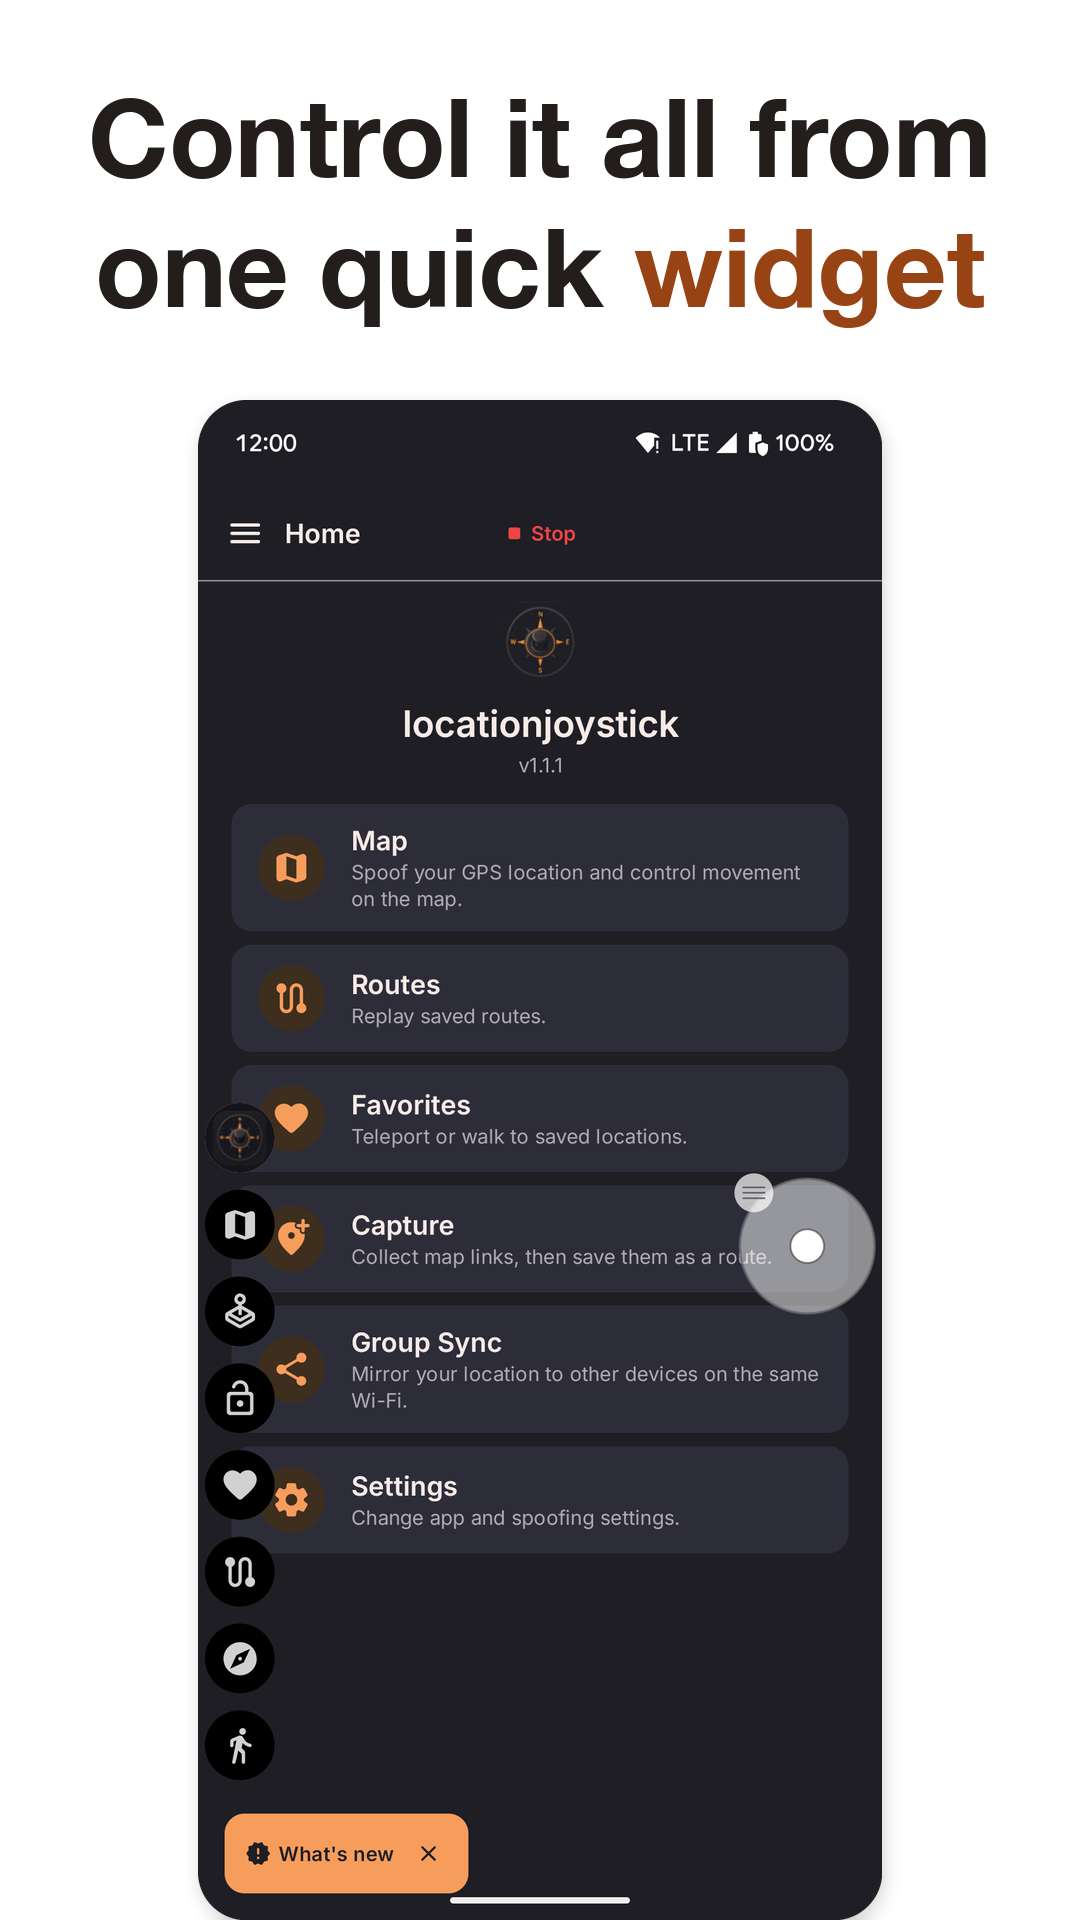 Control it all from
one quick widget
12:00
LTE
100%
Home
Stop
N
W
E
S
locationjoystick
v1.1.1
Map
Spoof your GPS location and control movement
on the map.
Routes
Replay saved routes.
Favorites
Teleport or walk to saved locations.
Capture
Collect map links, then save them as a route.
Group Sync
Mirror your location to other devices on the same
Wi-Fi.
Settings
Change app and spoofing settings.
What's new